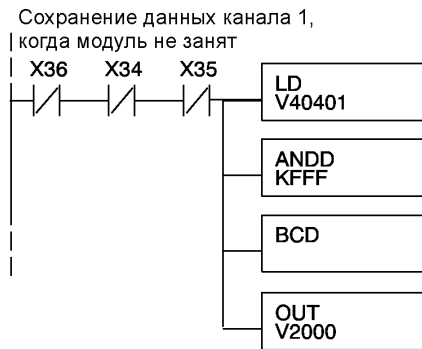 Сохранение данных канала 1,
когда модуль не занят
X36 X34 X35
LD
V40401
ANDD
KFFF
BCD
OUT
V2000